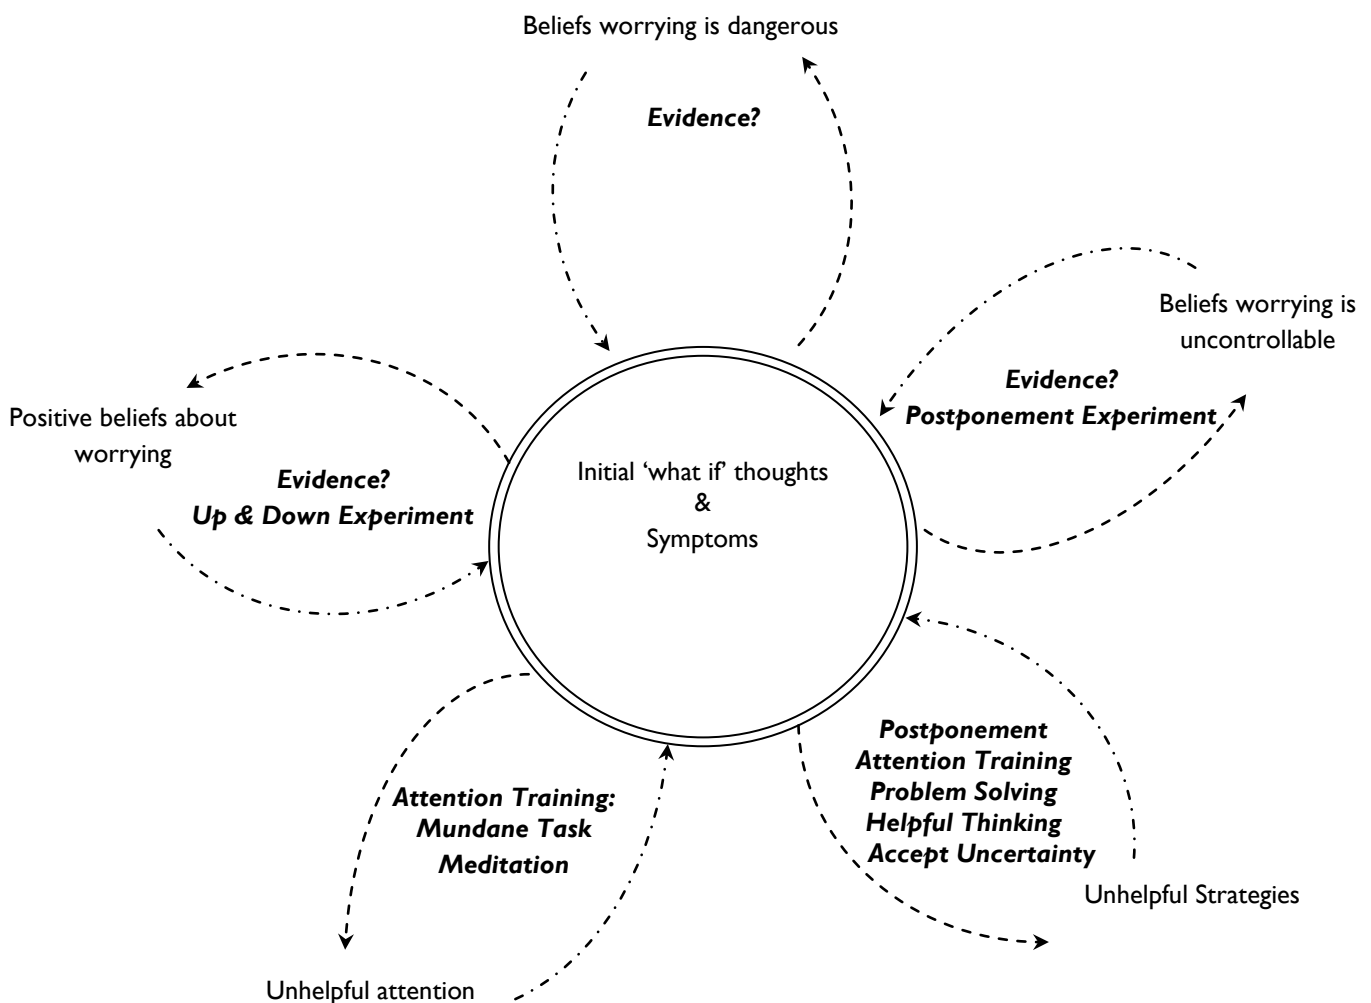 Beliefs worrying is dangerous
Evidence?
Beliefs worrying is
uncontrollable
Evidence?
Postponement Experiment
Positive beliefs about
worrying
Evidence?
Up & Down Experiment
Initial ‘what if’ thoughts
&
Symptoms
Postponement
Attention Training
Problem Solving
Helpful Thinking
Accept Uncertainty
Unhelpful Strategies
Attention Training:
Mundane Task
Meditation
Unhelpful attention